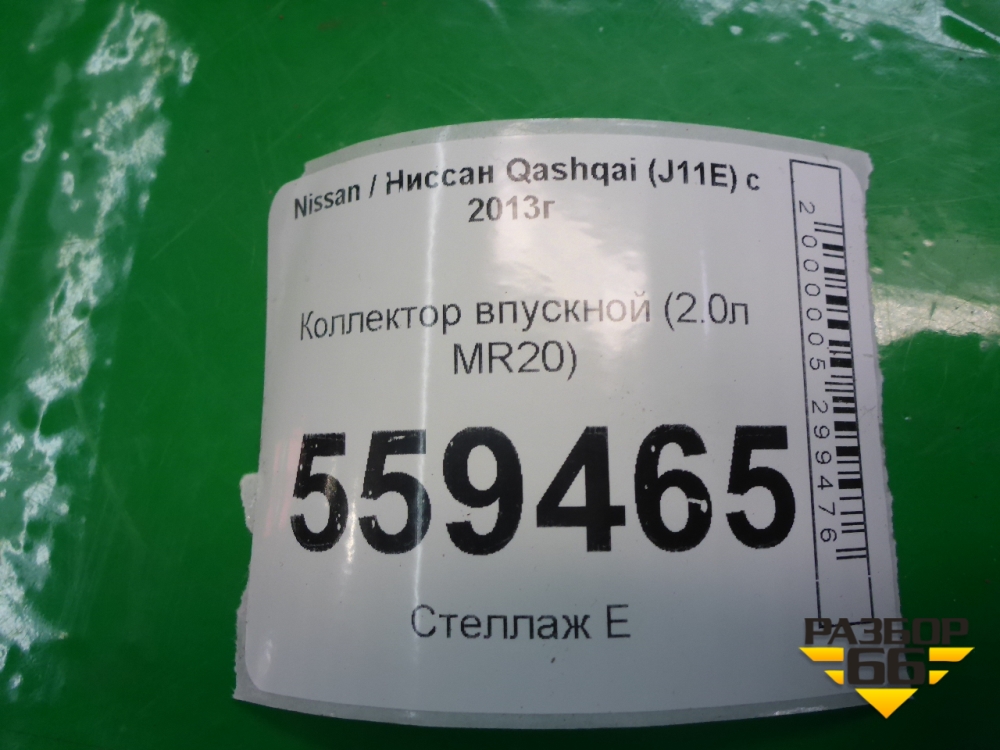 Nissan / Ниссан Qashqai (J11E) с
2013г
Коллектор впускной (2.0л
MR20)
559465
Стеллаж Е
2000005299476
РАЗБОР
66